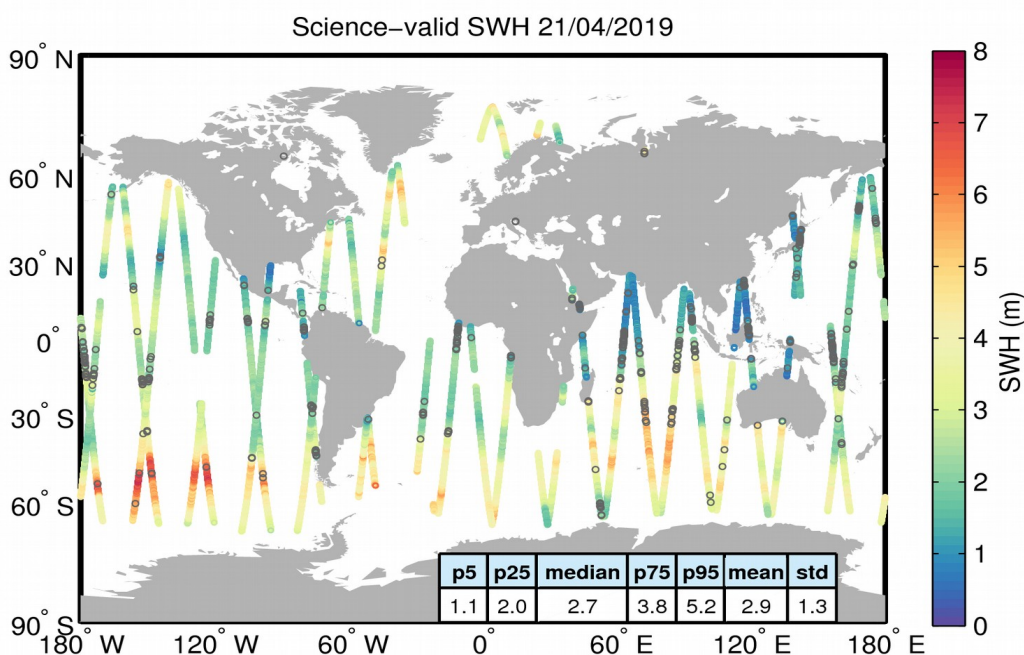 Science−valid SWH 21/04/2019
90° N
60° N
30° N
0°
30° S
60° S
90° S
180° W
120° W
60° W
0°
60° E
120° E
180° E
p5 p25 median p75 p95 mean std
1.1 2.0 2.7 3.8 5.2 2.9 1.3
8
7
6
5
4
3
2
1
0
SWH (m)